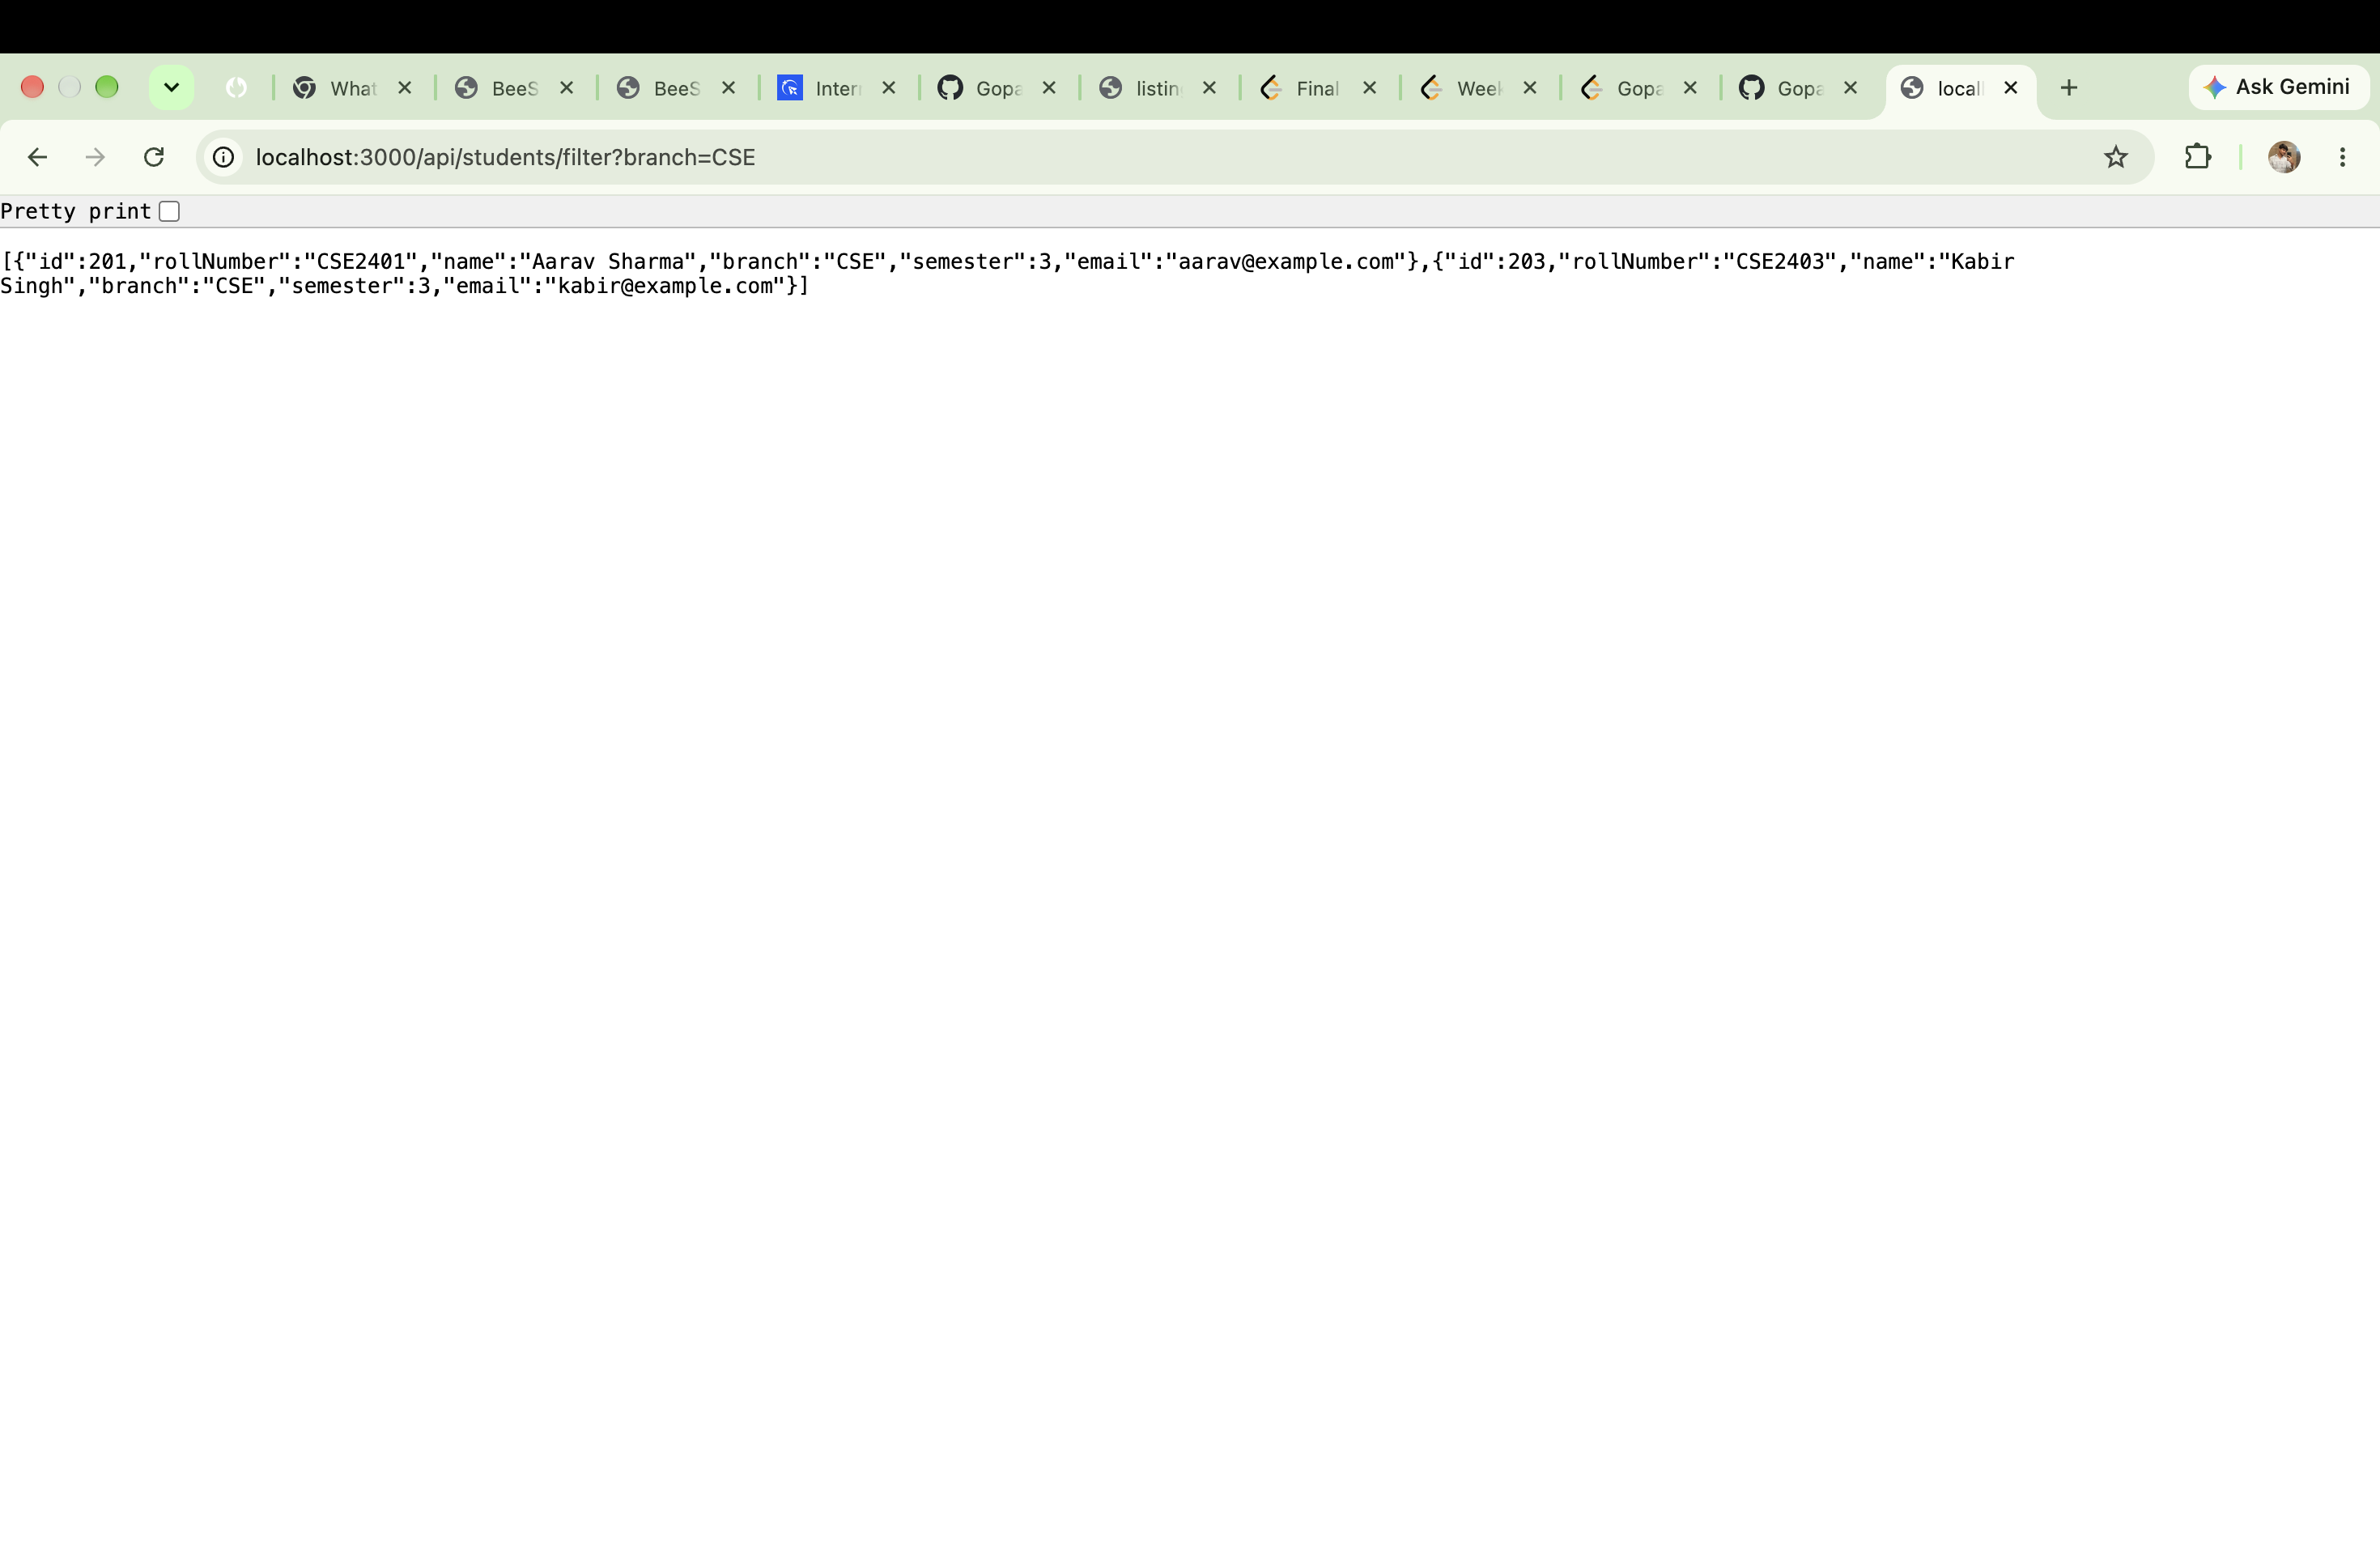 What
BeeS
BeeS
Inter
Gopa
listin
Final
Week
Gopa
Gopa
local
Ask Gemini
localhost:3000/api/students/filter?branch=CSE
Pretty print
[{"id":201,"rollNumber":"CSE2401","name":"Aarav Sharma","branch":"CSE","semester":3,"email":"aarav@example.com"},{"id":203,"rollNumber":"CSE2403","name":"Kabir
Singh","branch":"CSE","semester":3,"email":"kabir@example.com"}]